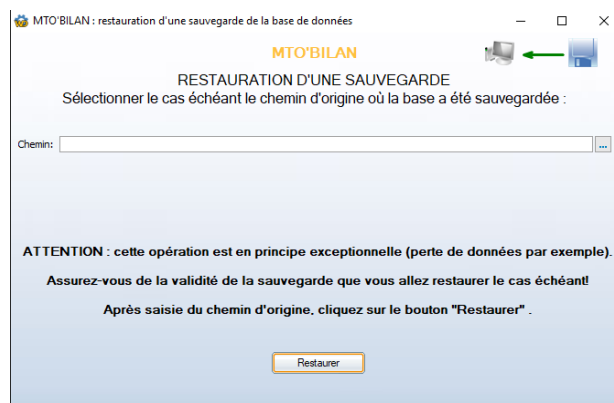 MTO'BILAN : restauration d'une sauvegarde de la base de données
MTO'BILAN
RESTAURATION D'UNE SAUVEGARDE
Sélectionner le cas échéant le chemin d'origine où la base a été sauvegardée :
Chemin:
...
ATTENTION : cette opération est en principe exceptionnelle (perte de données par exemple).
Assurez-vous de la validité de la sauvegarde que vous allez restaurer le cas échéant!
Après saisie du chemin d'origine, cliquez sur le bouton "Restaurer" .
Restaurer